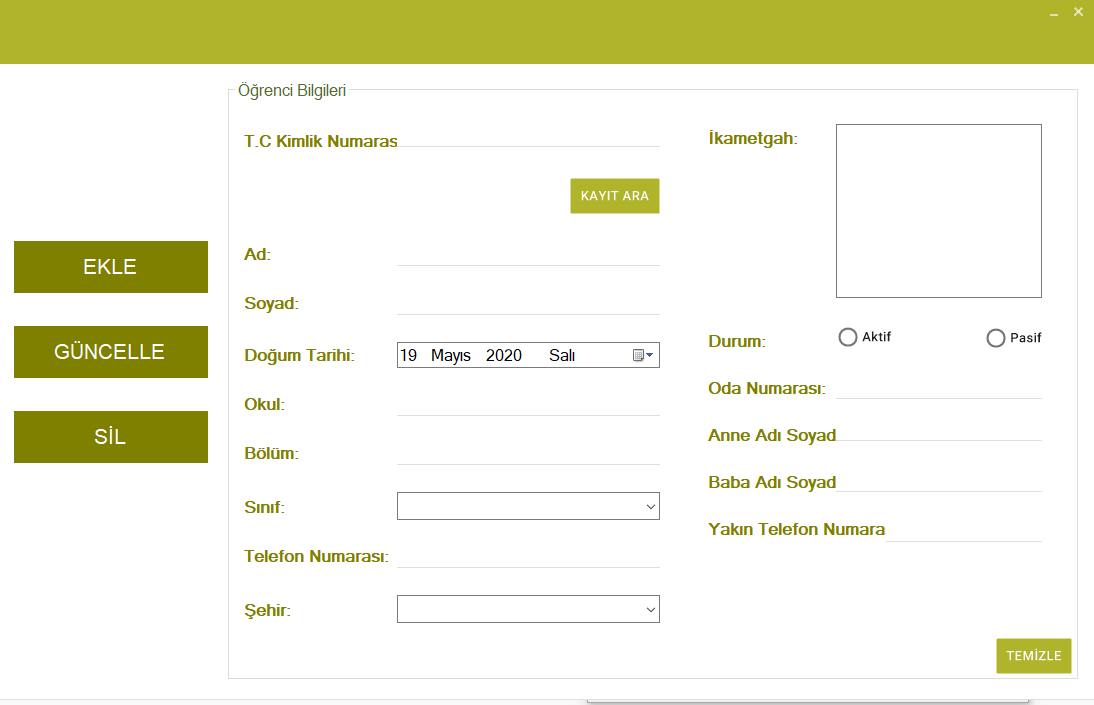 Öğrenci Bilgileri
T.C Kimlik Numaras
KAYIT ARA
Ad:
Soyad:
Doğum Tarihi:
19 Mayıs 2020 Salı
Okul:
Bölüm:
Sınıf:
Telefon Numarası:
Şehir:
İkametgah:
Durum:
Aktif
Pasif
Oda Numarası:
Anne Adı Soyad
Baba Adı Soyad
Yakın Telefon Numara
TEMİZLE
EKLE
GÜNCELLE
SİL